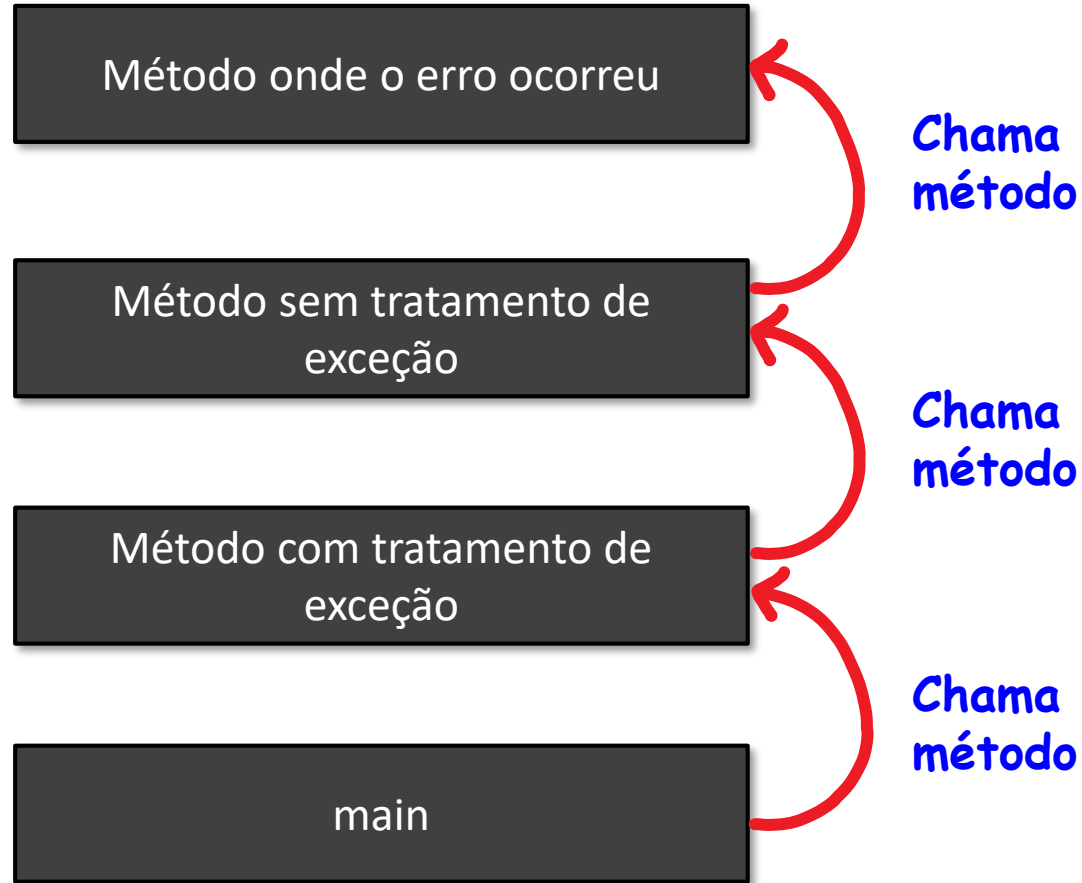 Método onde o erro ocorreu
Chama
método
Método sem tratamento de
exceção
Chama
método
Método com tratamento de
exceção
Chama
método
main